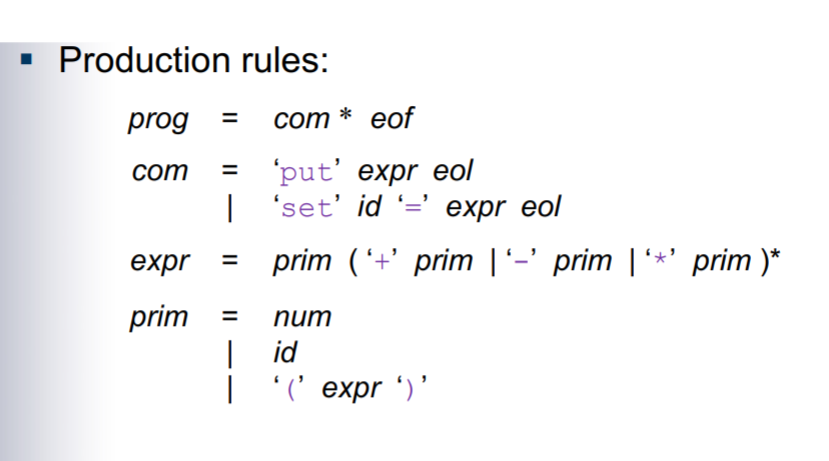 ▪ Production rules:
prog = com * eof
com = ‘put’ expr eol
| ‘set’ id ‘=’ expr eol
expr = prim ( ‘+’ prim | ‘-’ prim | ‘*’ prim )*
prim = num
| id
| ‘(’ expr ‘)’